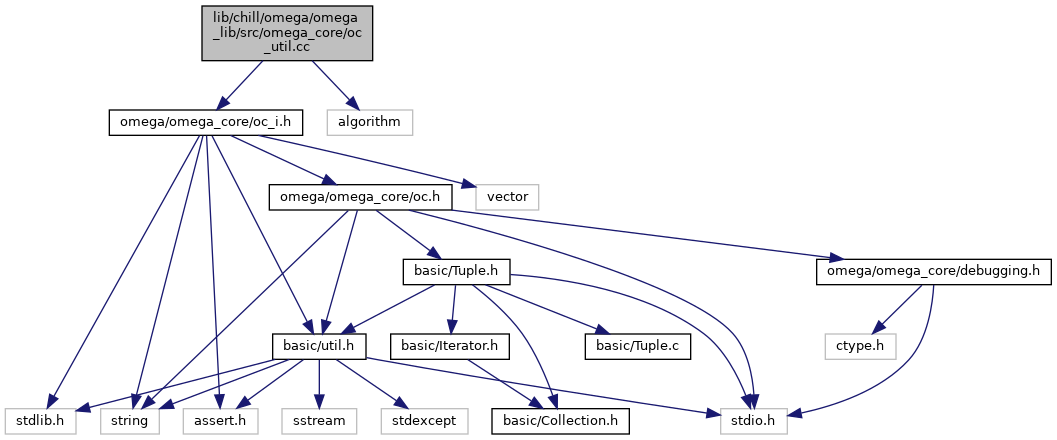 lib/chill/omega/omega
_lib/src/omega_core/oc
_util.cc
omega/omega_core/oc_i.h
algorithm
omega/omega_core/oc.h
vector
basic/Tuple.h
omega/omega_core/debugging.h
basic/util.h
basic/Iterator.h
basic/Tuple.c
ctype.h
stdlib.h
string
assert.h
sstream
stdexcept
basic/Collection.h
stdio.h